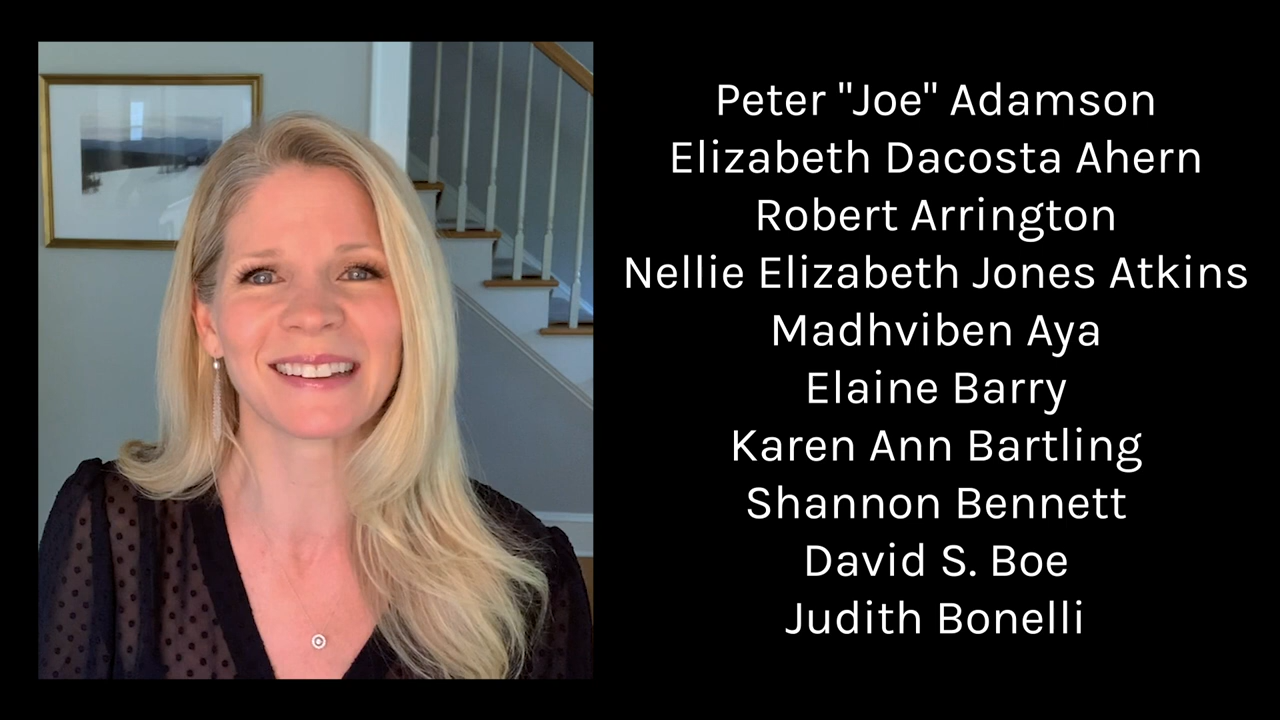 Peter "Joe" Adamson
Elizabeth Dacosta Ahern
Robert Arrington
Nellie Elizabeth Jones Atkins
Madhviben Aya
Elaine Barry
Karen Ann Bartling
Shannon Bennett
David S. Boe
Judith Bonelli